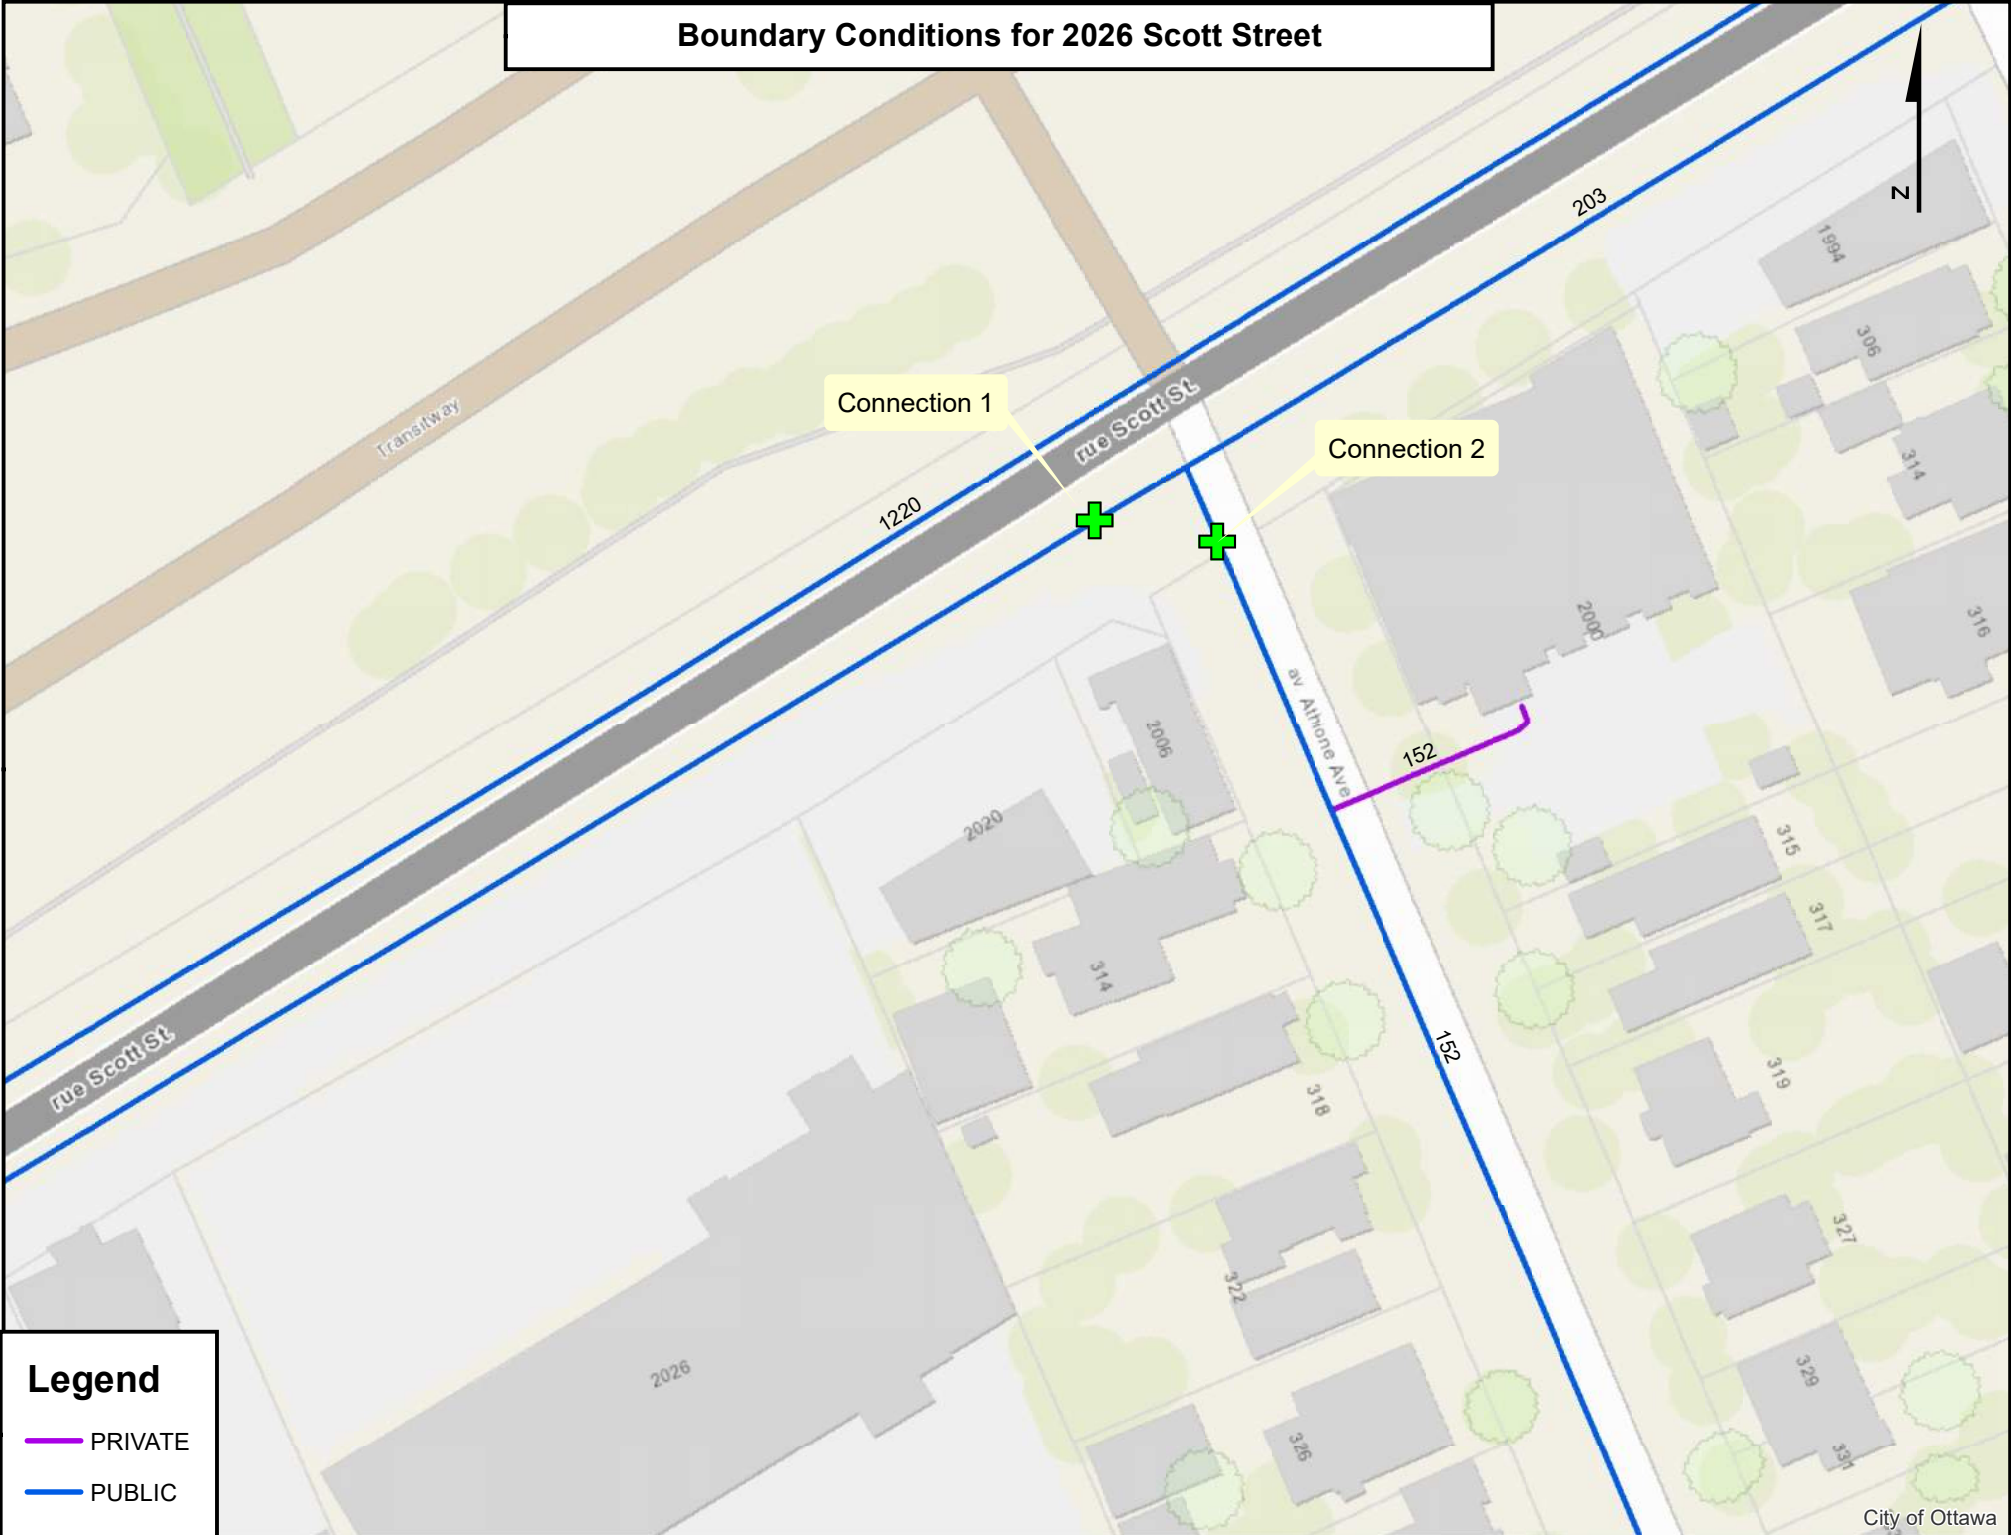 Boundary Conditions for 2026 Scott Street
203
N
1994
306
Connection 1
rue Scott St
Transitway
Connection 2
314
1220
2000
316
av Athlone Ave
2006
152
2020
315
317
314
152
rue Scott St
318
319
327
322
2026
329
326
331
Legend
PRIVATE
PUBLIC
City of Ottawa